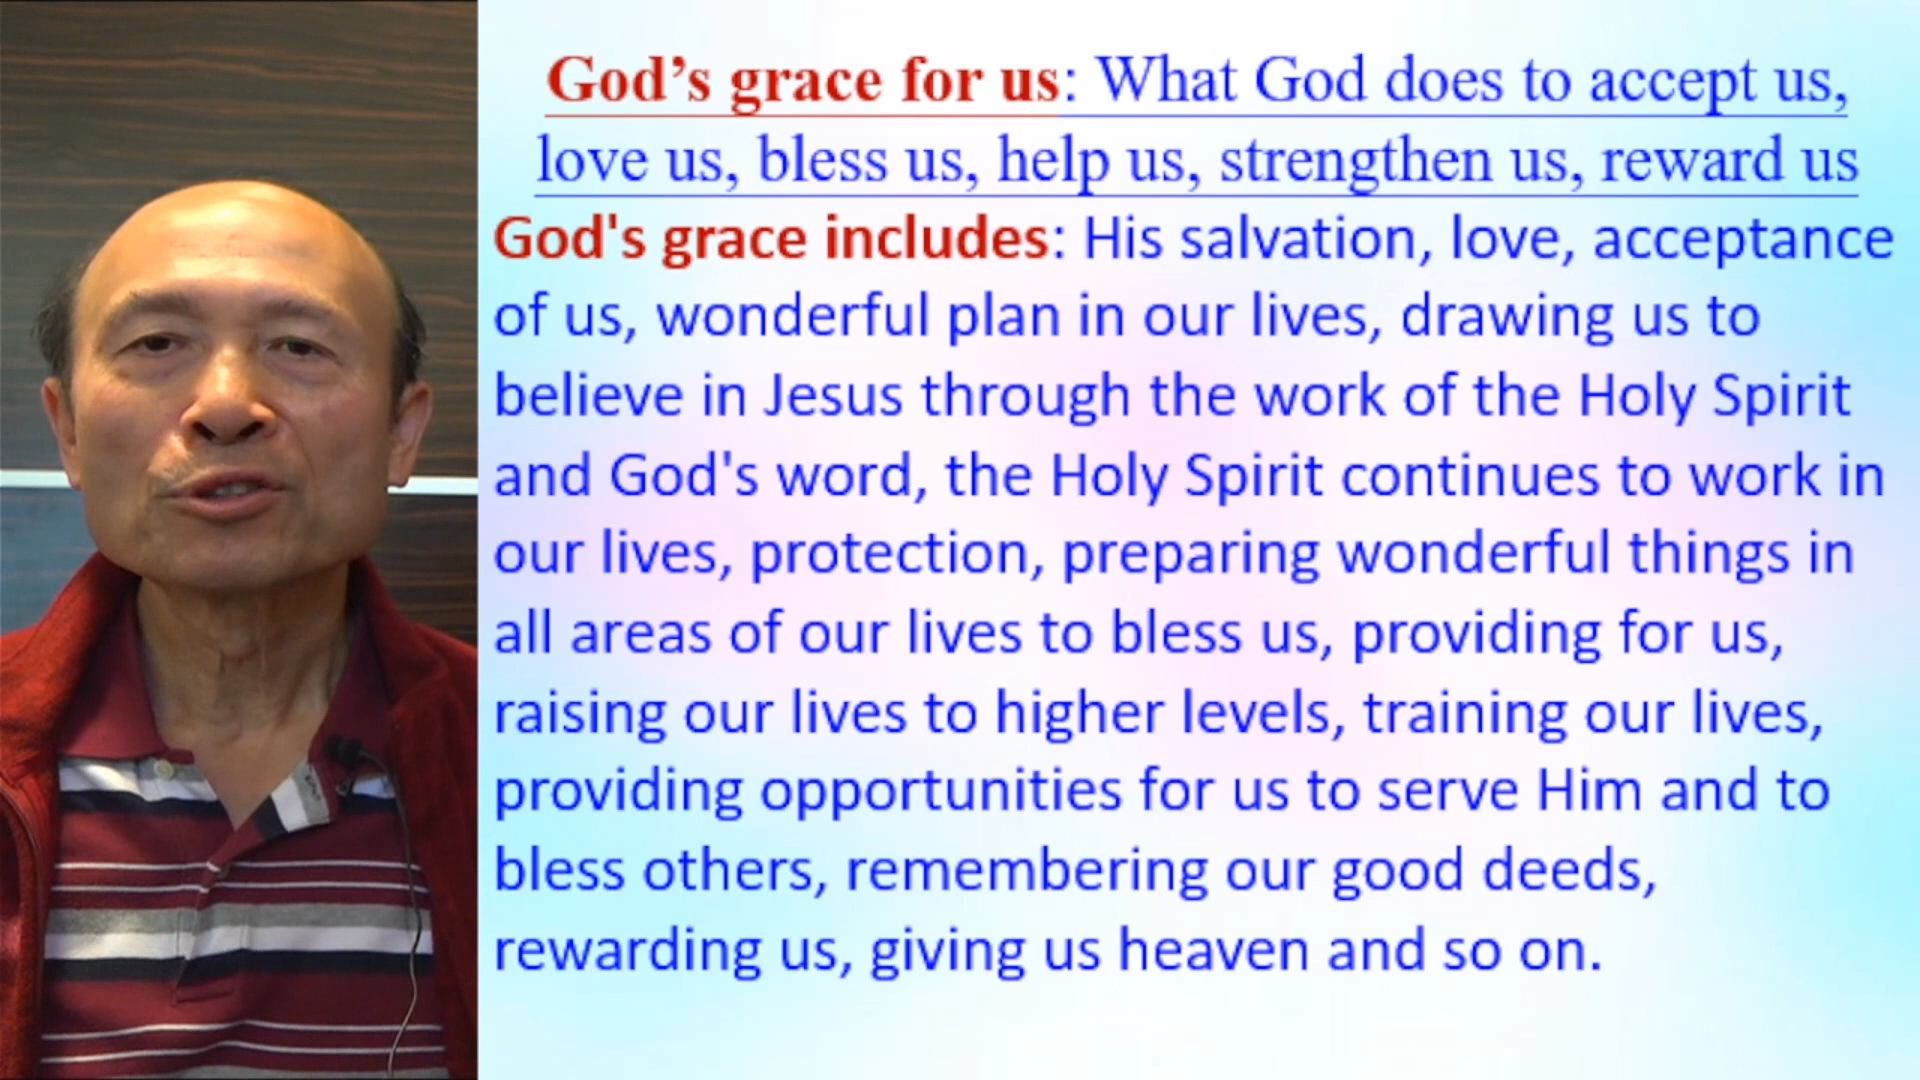 God’s grace for us: What God does to accept us,
love us, bless us, help us, strengthen us, reward us
God's grace includes: His salvation, love, acceptance
of us, wonderful plan in our lives, drawing us to
believe in Jesus through the work of the Holy Spirit
and God's word, the Holy Spirit continues to work in
our lives, protection, preparing wonderful things in
all areas of our lives to bless us, providing for us,
raising our lives to higher levels, training our lives,
providing opportunities for us to serve Him and to
bless others, remembering our good deeds,
rewarding us, giving us heaven and so on.